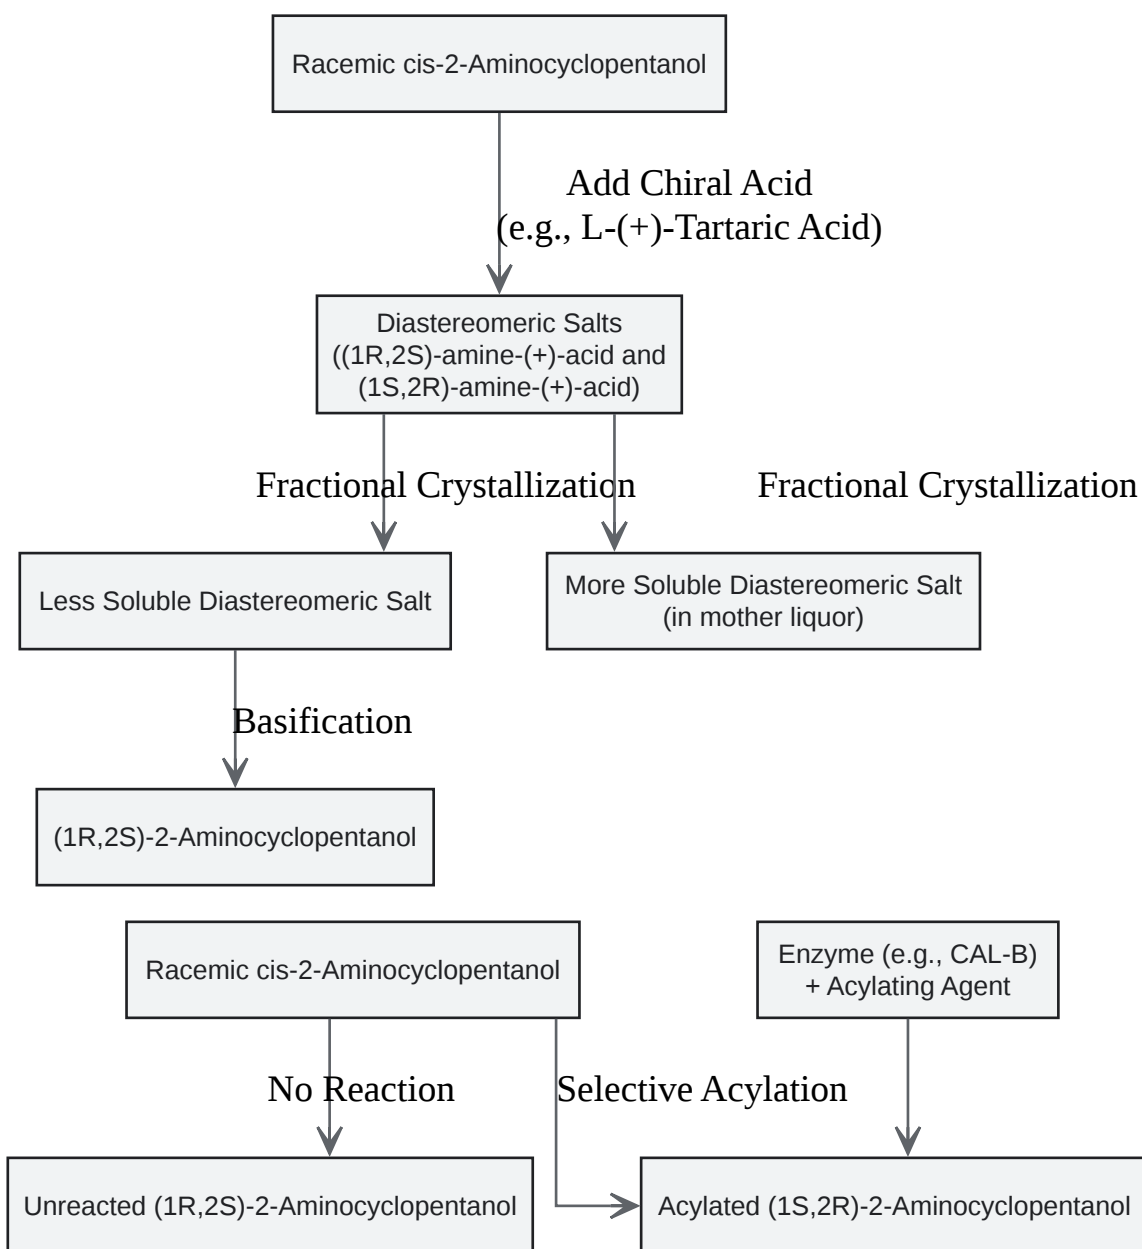 Racemic cis-2-Aminocyclopentanol
Add Chiral Acid
(e.g., L-(+)-Tartaric Acid)
Diastereomeric Salts
((1R,2S)-amine-(+)-acid and
(1S,2R)-amine-(+)-acid)
Fractional Crystallization
Fractional Crystallization
Less Soluble Diastereomeric Salt
More Soluble Diastereomeric Salt
(in mother liquor)
Basification
(1R,2S)-2-Aminocyclopentanol
Racemic cis-2-Aminocyclopentanol
Enzyme (e.g., CAL-B)
+ Acylating Agent
No Reaction
Selective Acylation
Unreacted (1R,2S)-2-Aminocyclopentanol
Acylated (1S,2R)-2-Aminocyclopentanol